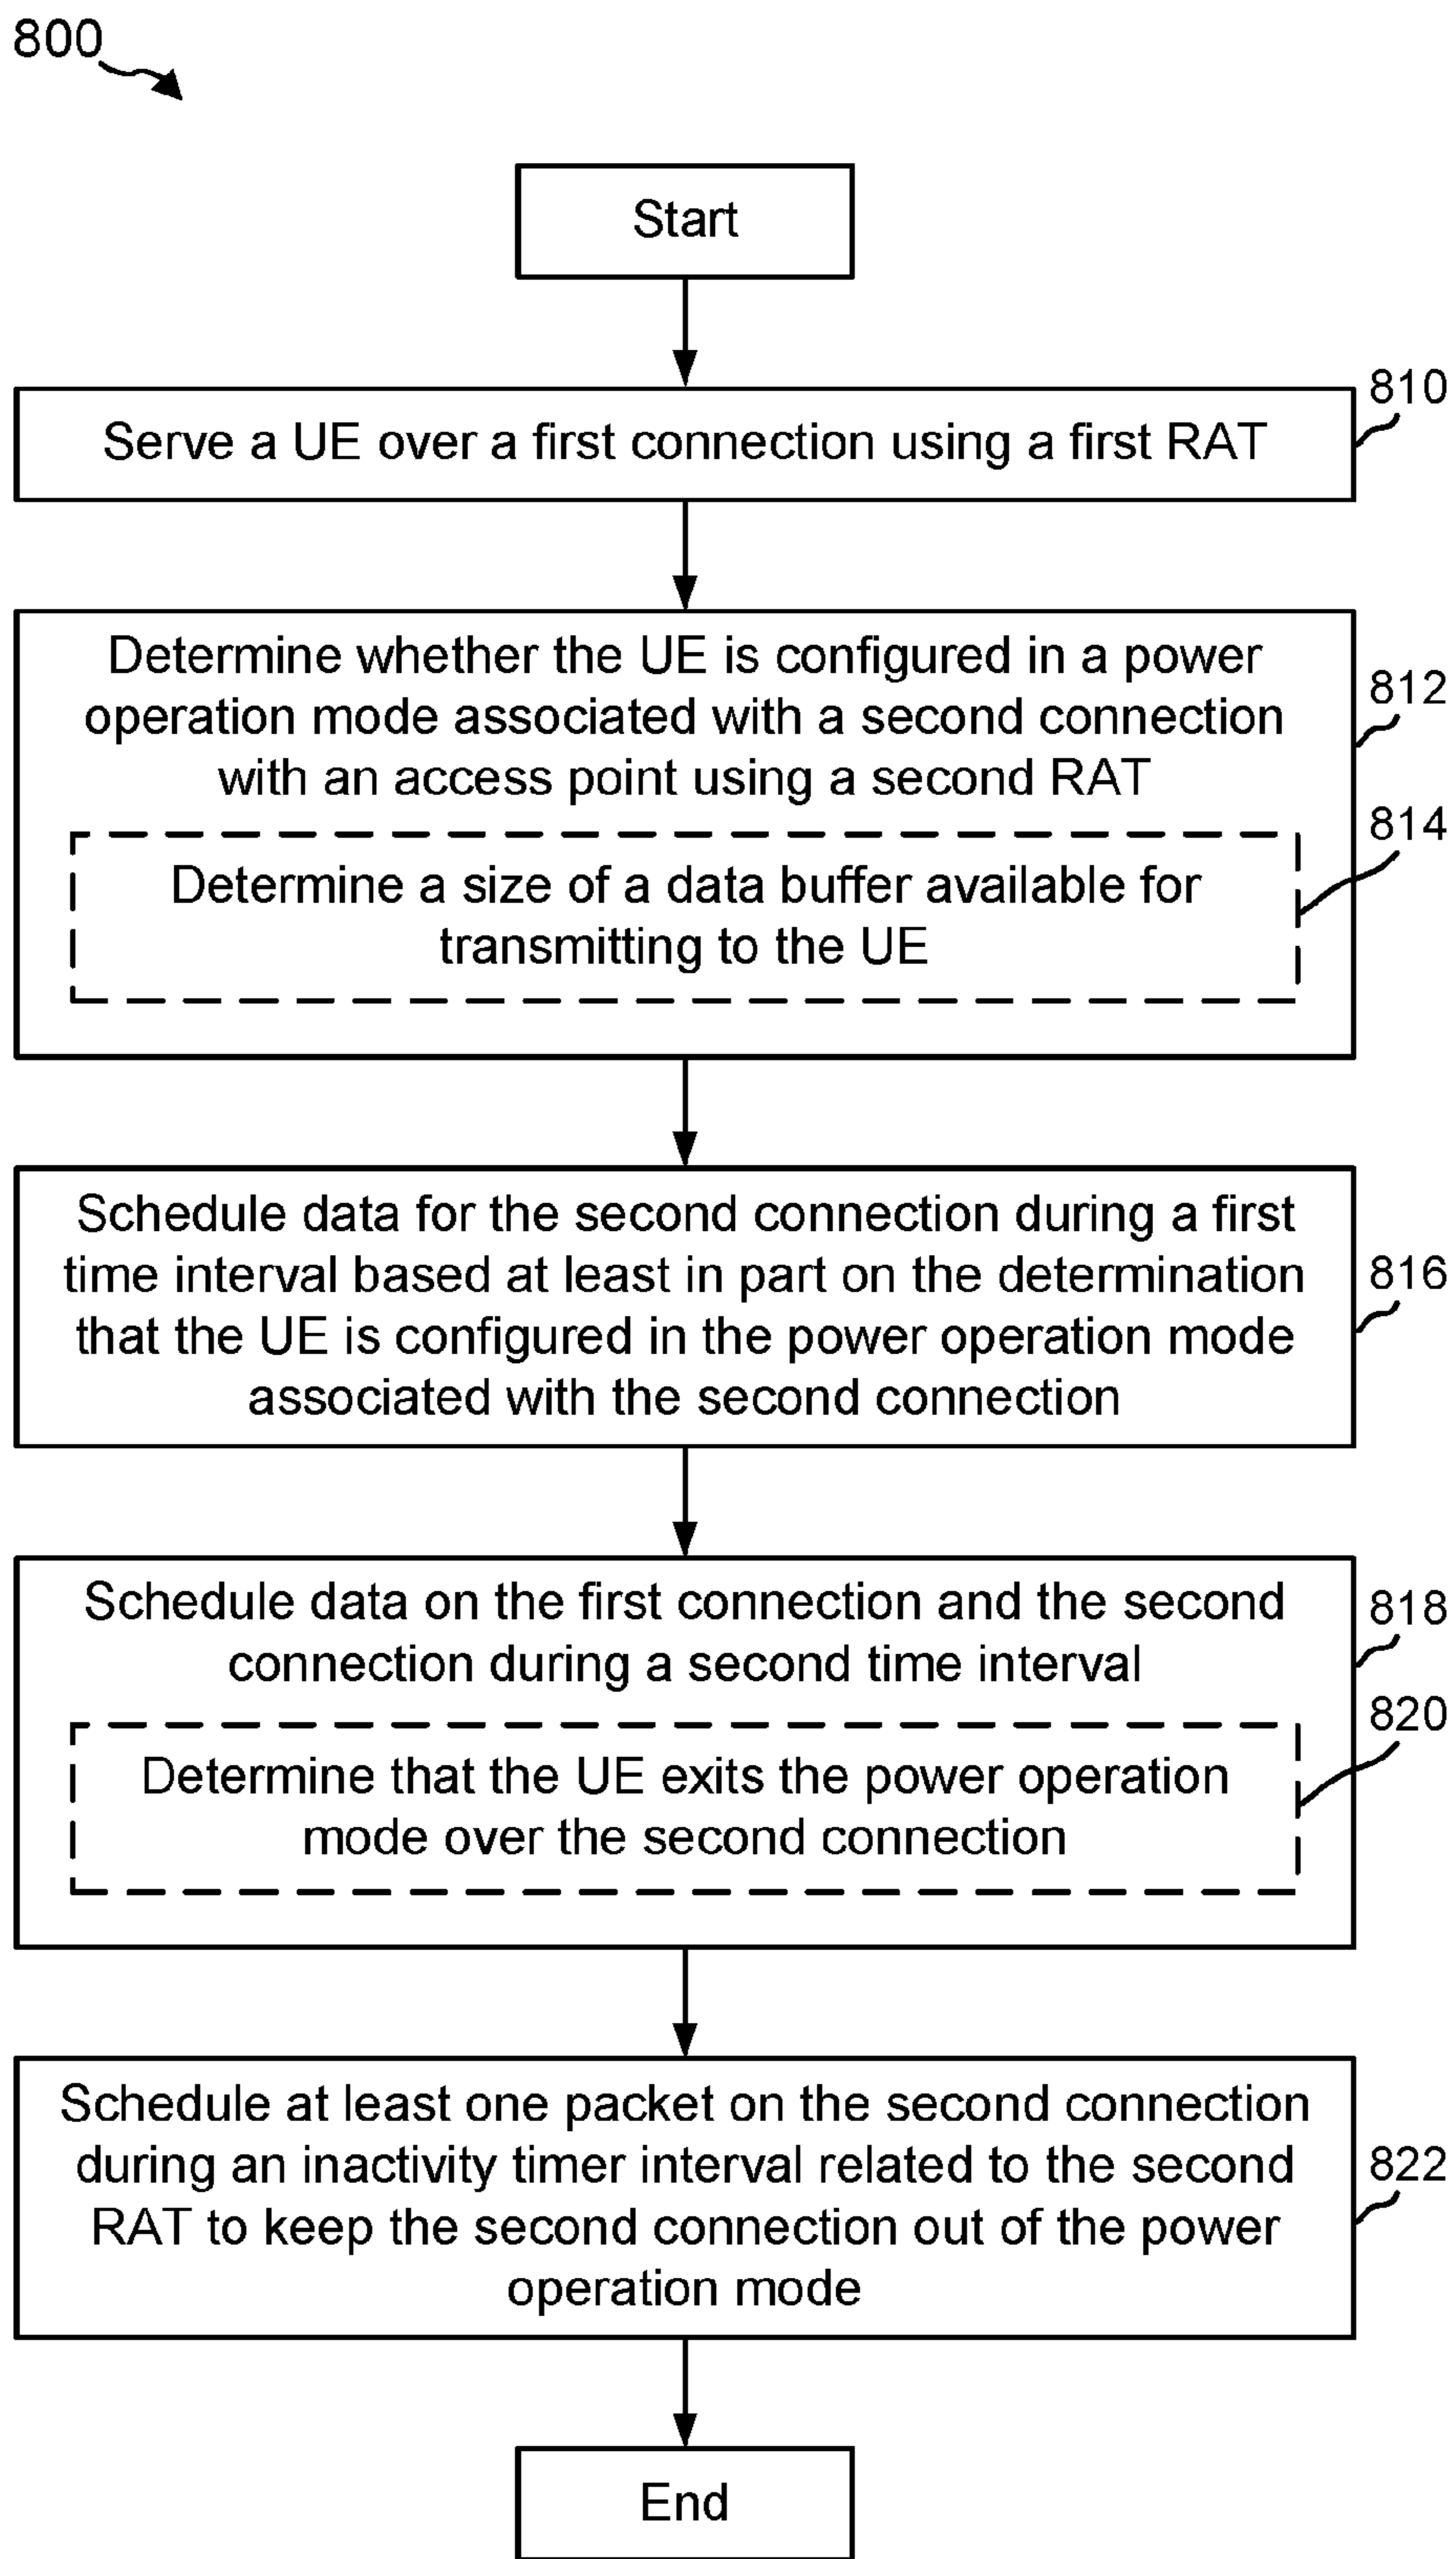 800
Start
810
Serve a UE over a first connection using a first RAT
Determine whether the UE is configured in a power
operation mode associated with a second connection
with an access point using a second RAT
812
814
Determine a size of a data buffer available for
transmitting to the UE
Schedule data for the second connection during a first
time interval based at least in part on the determination
that the UE is configured in the power operation mode
associated with the second connection
816
Schedule data on the first connection and the second
connection during a second time interval
818
820
Determine that the UE exits the power operation
mode over the second connection
Schedule at least one packet on the second connection
during an inactivity timer interval related to the second
RAT to keep the second connection out of the power
operation mode
822
End